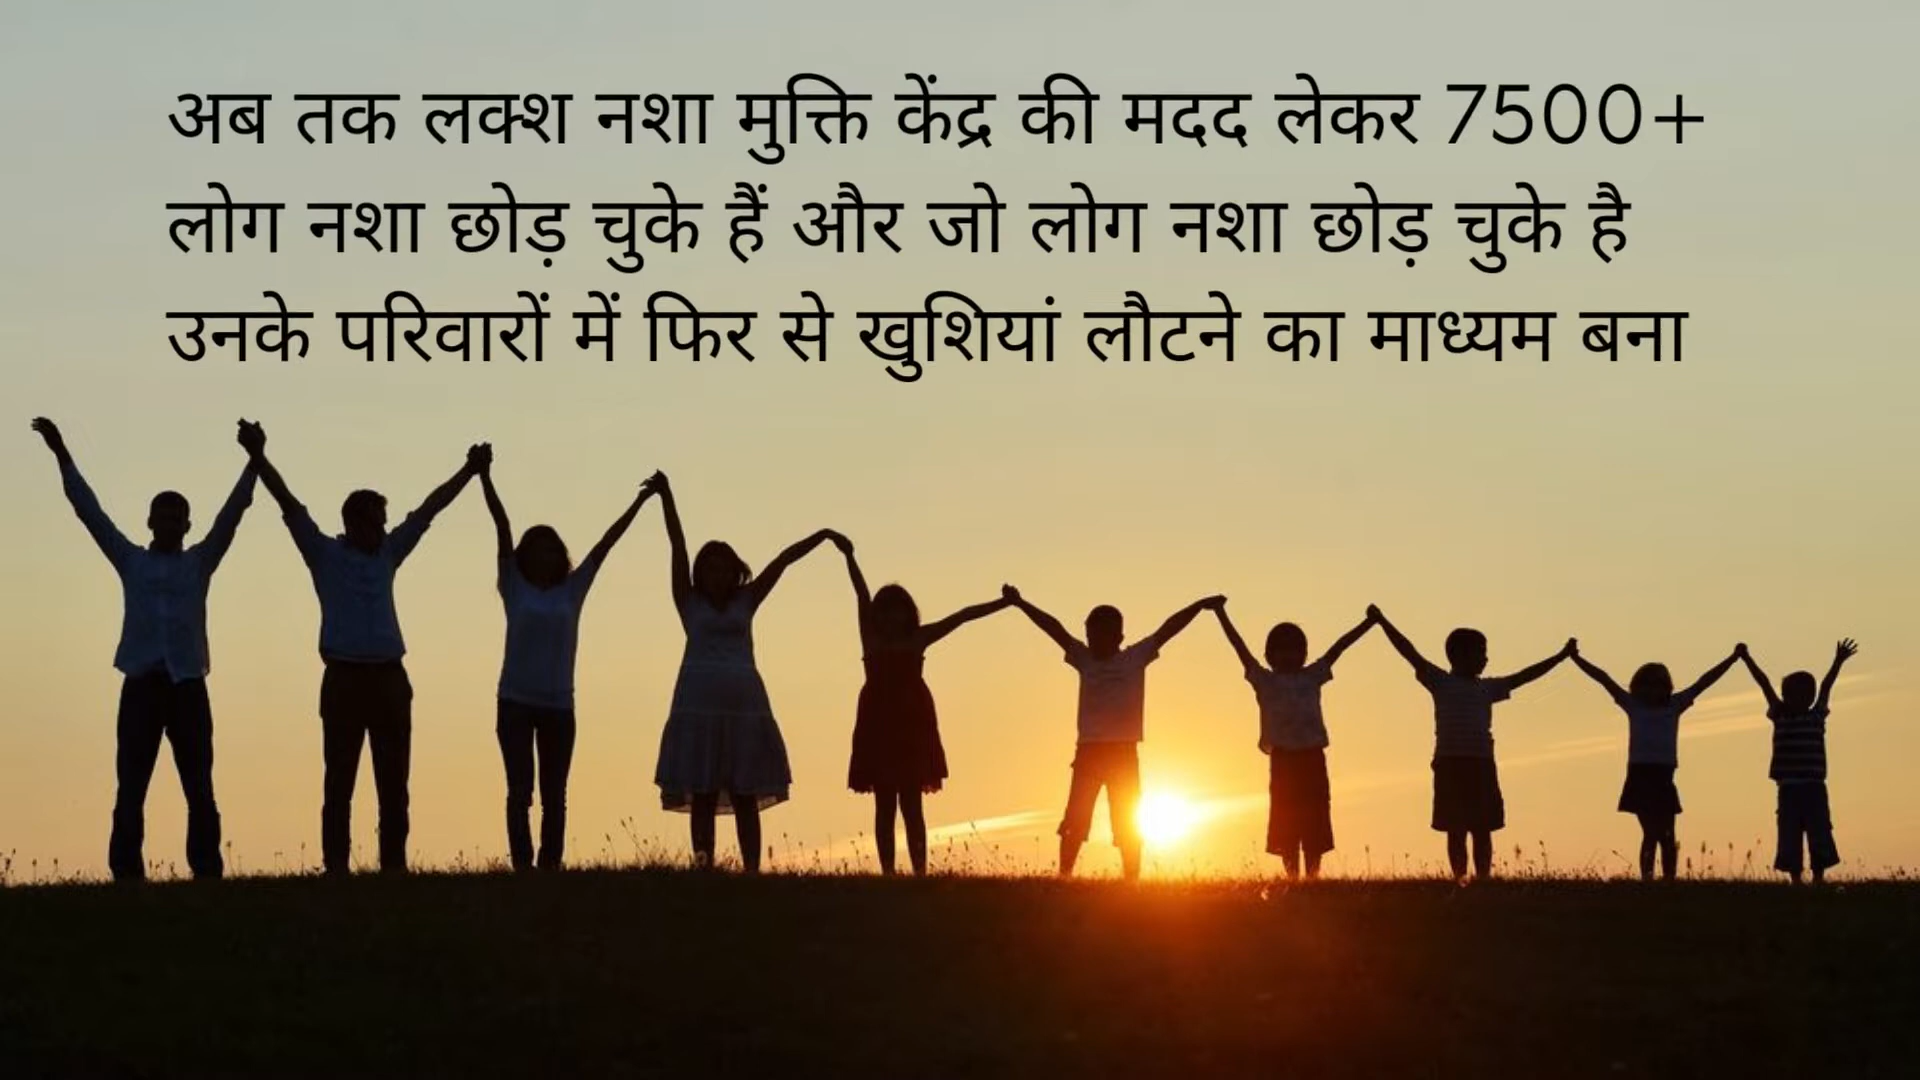 अब तक लक्श नशा मुक्ति केंद्र की मदद लेकर 7500+
लोग नशा छोड़ चुके हैं और जो लोग नशा छोड़ चुके है
उनके परिवारों में फिर से खुशियां लौटने का माध्यम बना